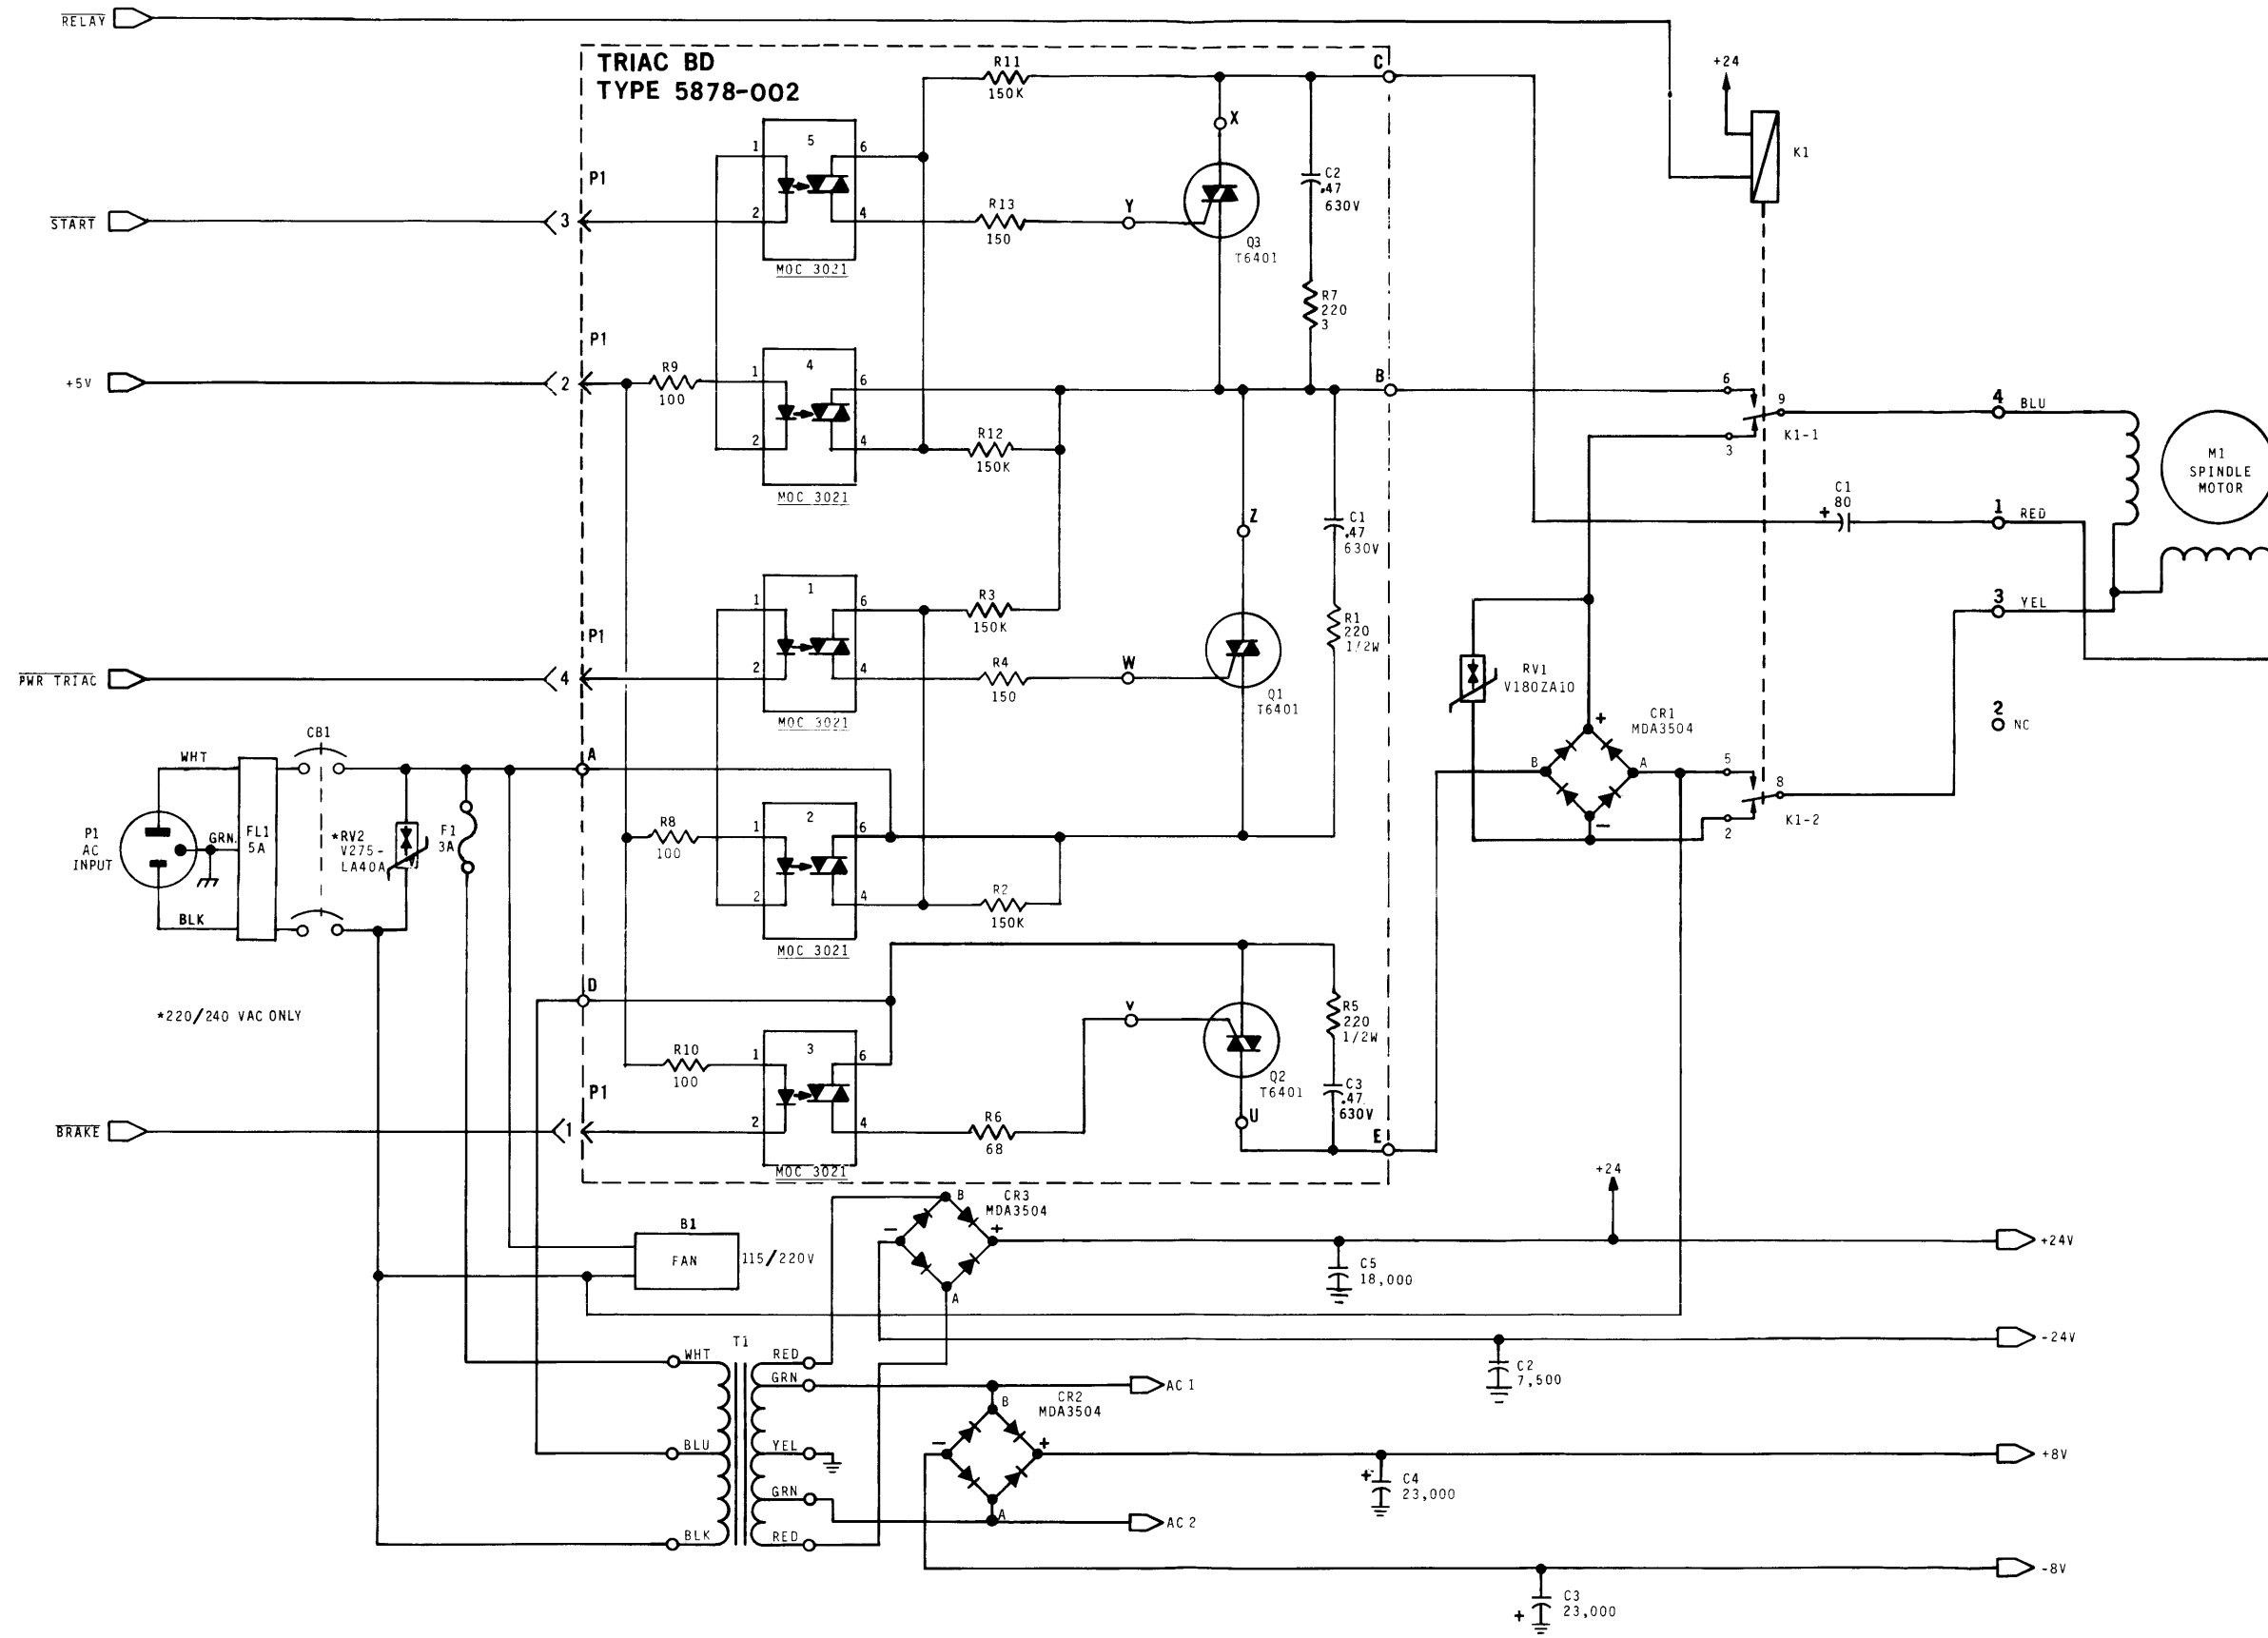 RELAY
TRIAC BD
TYPE 5878-002
R11
150K
C
+24
X
5
1
6
2
4
MOC 3021
P1
START
3
R13
150
Y
Q3
T6401
C2
.47
630V
R7
220
3
K1
P1
+5V
2
R9
100
4
1
6
2
4
MOC 3021
R12
150K
B
6
9
K1-1
3
4
BLU
M1
SPINDLE
MOTOR
C1
80
+
1
RED
Z
C1
.47
630V
1
1
6
2
4
MOC 3021
R3
150K
R4
150
W
Q1
T6401
R1
220
1/2W
P1
PWR TRIAC
4
3
YEL
RV1
V180ZA10
CR1
MDA3504
+
B
A
−
2
NC
5
8
K1-2
2
CB1
WHT
A
P1
AC
INPUT
GRN.
FL1
5A
*RV2
V275-
LA40A
F1
3A
BLK
R8
100
2
1
6
2
4
MOC 3021
R2
150K
D
*220/240 VAC ONLY
R10
100
3
1
6
2
4
MOC 3021
V
R5
220
1/2W
Q2
T6401
C3
.47
630V
U
E
P1
BRAKE
1
R6
68
B1
FAN
115/220V
CR3
MDA3504
B
−
+
A
+24
+24V
C5
18,000
-24V
C2
7,500
T1
WHT
BLU
BLK
RED
GRN
YEL
GRN
RED
AC 1
CR2
MDA3504
B
−
+
A
AC 2
+8V
+
C4
23,000
-8V
+
C3
23,000